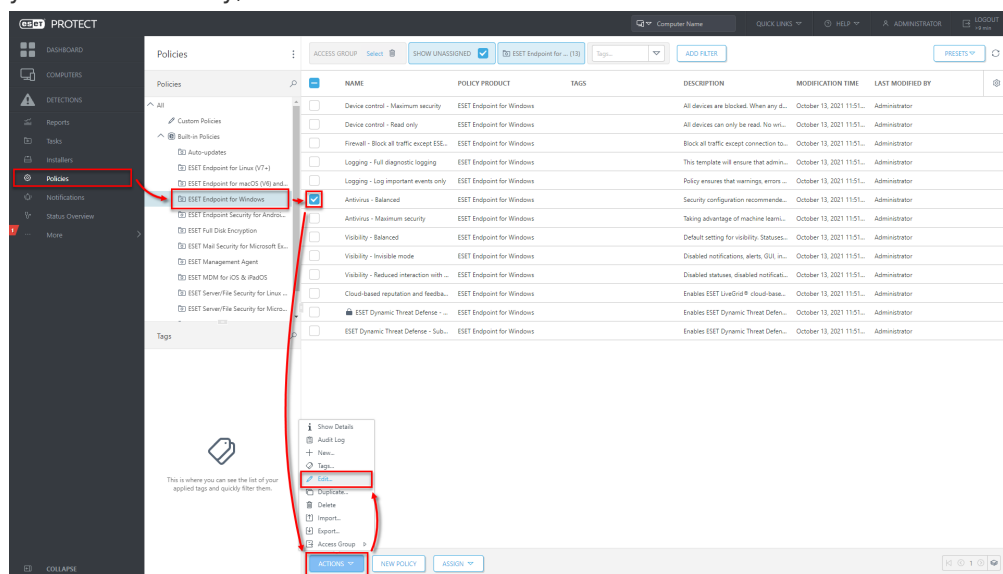 eset PROTECT
Computer Name
QUICK LINKS
HELP
ADMINISTRATOR
LOGOUT
>8 min
DASHBOARD
COMPUTERS
DETECTIONS
Reports
Tasks
Installers
Policies
Notifications
Status Overview
More
COLLAPSE
Policies
ACCESS GROUP Select
SHOW UNASSIGNED
ESET Endpoint for ... (13)
Tags...
ADD FILTER
PRESETS
Policies
All
Custom Policies
Built-in Policies
Auto-updates
ESET Endpoint for Linux (V7+)
ESET Endpoint for macOS (V6) and...
ESET Endpoint for Windows
ESET Endpoint Security for Androi...
ESET Full Disk Encryption
ESET Mail Security for Microsoft Ex...
ESET Management Agent
ESET MDM for iOS & iPadOS
ESET Server/File Security for Linux ...
ESET Server/File Security for Micro...
Tags
This is where you can see the list of your
applied tags and quickly filter them.
NAME POLICY PRODUCT TAGS DESCRIPTION MODIFICATION TIME LAST MODIFIED BY
Device control - Maximum security ESET Endpoint for Windows All devices are blocked. When any d... October 13, 2021 11:51... Administrator
Device control - Read only ESET Endpoint for Windows All devices can only be read. No wri... October 13, 2021 11:51... Administrator
Firewall - Block all traffic except ESE... ESET Endpoint for Windows Block all traffic except connection to... October 13, 2021 11:51... Administrator
Logging - Full diagnostic logging ESET Endpoint for Windows This template will ensure that admin... October 13, 2021 11:51... Administrator
Logging - Log important events only ESET Endpoint for Windows Policy ensures that warnings, errors ... October 13, 2021 11:51... Administrator
Antivirus - Balanced ESET Endpoint for Windows Security configuration recommende... October 13, 2021 11:51... Administrator
Antivirus - Maximum security ESET Endpoint for Windows Taking advantage of machine learni... October 13, 2021 11:51... Administrator
Visibility - Balanced ESET Endpoint for Windows Default setting for visibility. Statuses... October 13, 2021 11:51... Administrator
Visibility - Invisible mode ESET Endpoint for Windows Disabled notifications, alerts, GUI, in... October 13, 2021 11:51... Administrator
Visibility - Reduced interaction with ... ESET Endpoint for Windows Disabled statuses, disabled notificati... October 13, 2021 11:51... Administrator
Cloud-based reputation and feedba... ESET Endpoint for Windows Enables ESET LiveGrid® cloud-base... October 13, 2021 11:51... Administrator
ESET Dynamic Threat Defense - ... ESET Endpoint for Windows Enables ESET Dynamic Threat Defen... October 13, 2021 11:51... Administrator
ESET Dynamic Threat Defense - Sub... ESET Endpoint for Windows Enables ESET Dynamic Threat Defen... October 13, 2021 11:51... Administrator
Show Details
Audit Log
New...
Tags...
Edit...
Duplicate...
Delete
Import...
Export...
Access Group
ACTIONS
NEW POLICY
ASSIGN
1